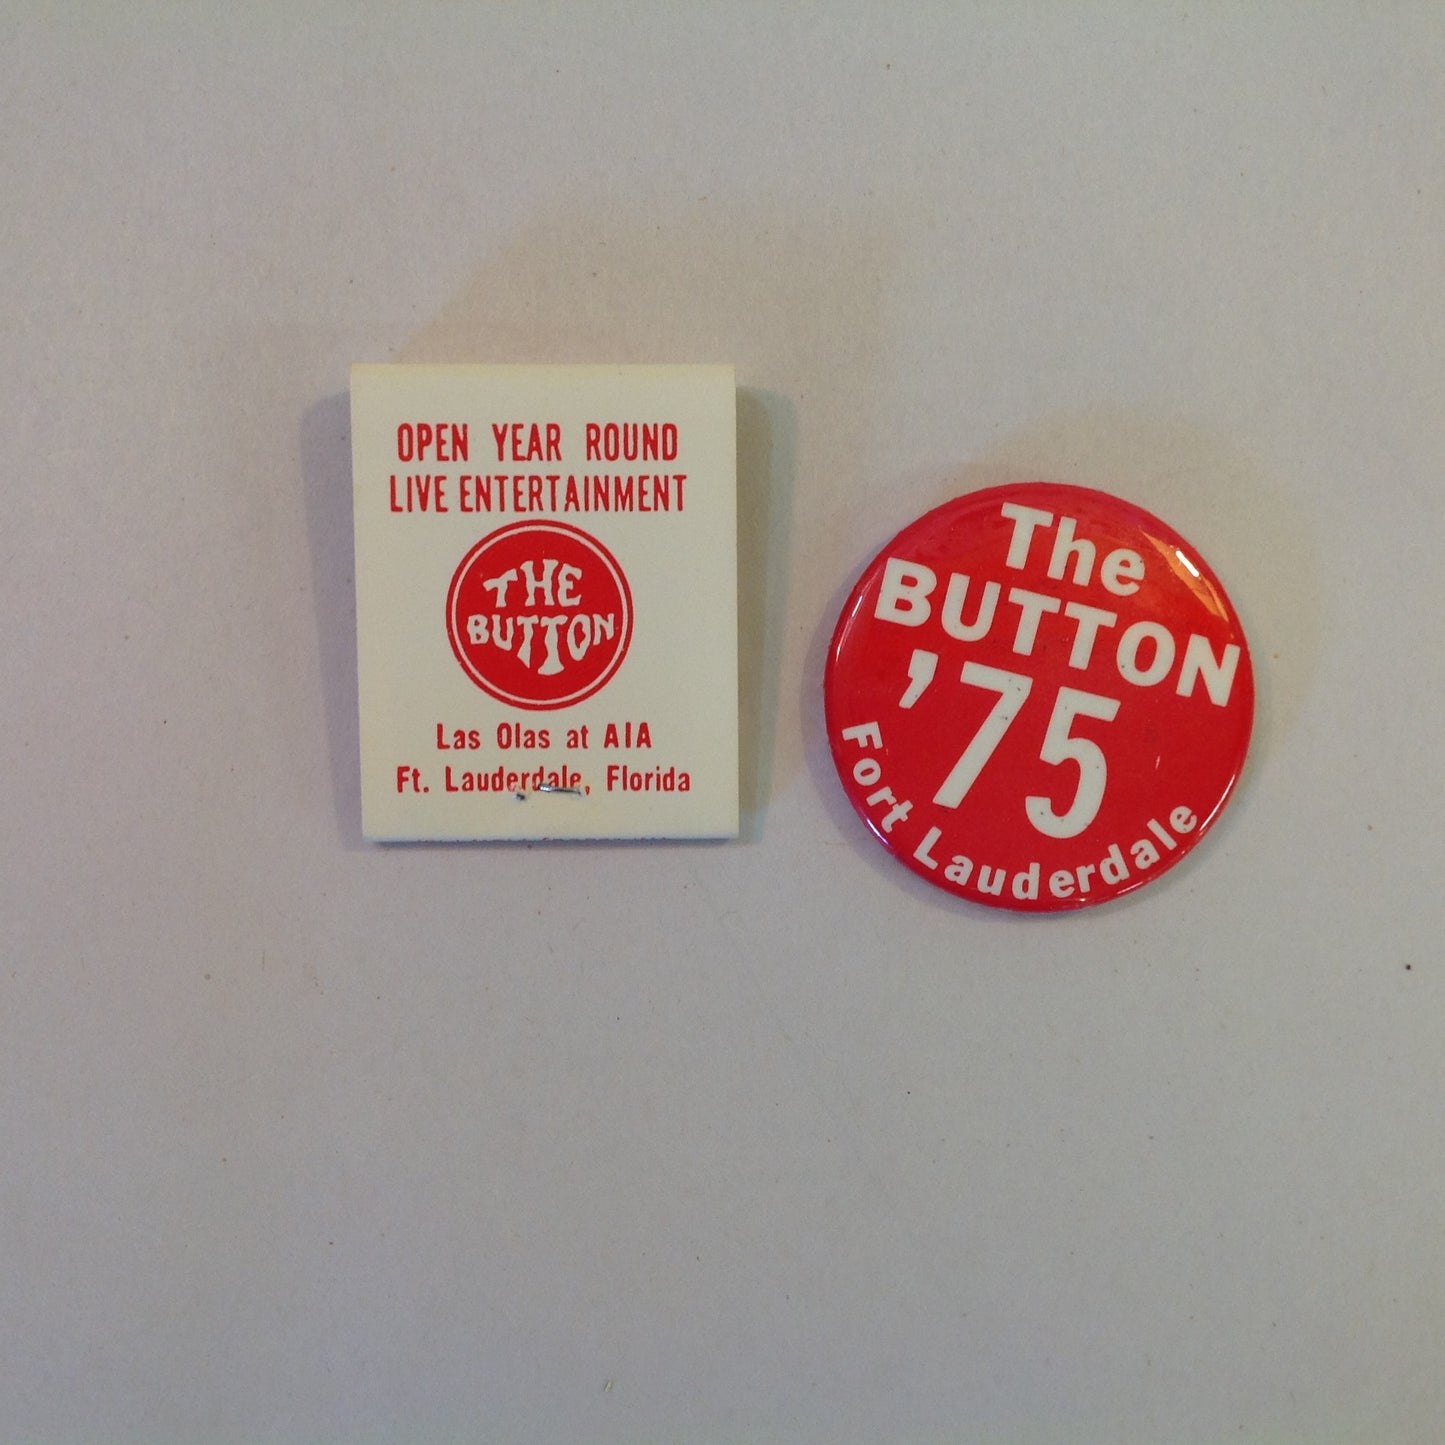 OPEN YEAR ROUND
LIVE ENTERTAINMENT
THE
BUTTON
Las Olas at AIA
Ft. Lauderdale, Florida
The
BUTTON
'75
Fort Lauderdale